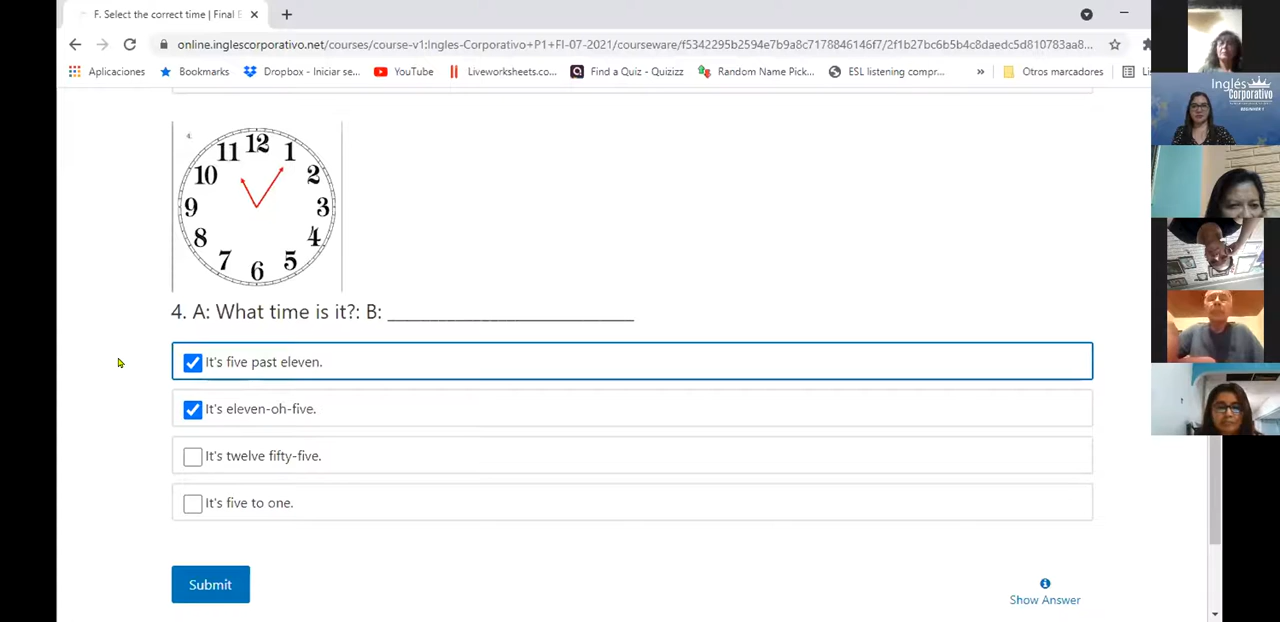 F. Select the correct time | Final E
online.inglescorporativo.net/courses/course-v1:Ingles-Corporativo+P1+FI-07-2021/courseware/f5342295b2594e7b9a8c7178846146f7/2f1b27bc6b5b4c8daedc5d810783aa8...
Aplicaciones Bookmarks Dropbox - Iniciar se... YouTube Liveworksheets.co... Find a Quiz - Quizizz Random Name Pick... ESL listening compr... » Otros marcadores
Inglés
Corporativo
BEGINNER 1
12
11 1
10 2
9 3
8 4
7 5
6
4. A: What time is it?: B: ___________________________
It's five past eleven.
It's eleven-oh-five.
It's twelve fifty-five.
It's five to one.
Submit
Show Answer